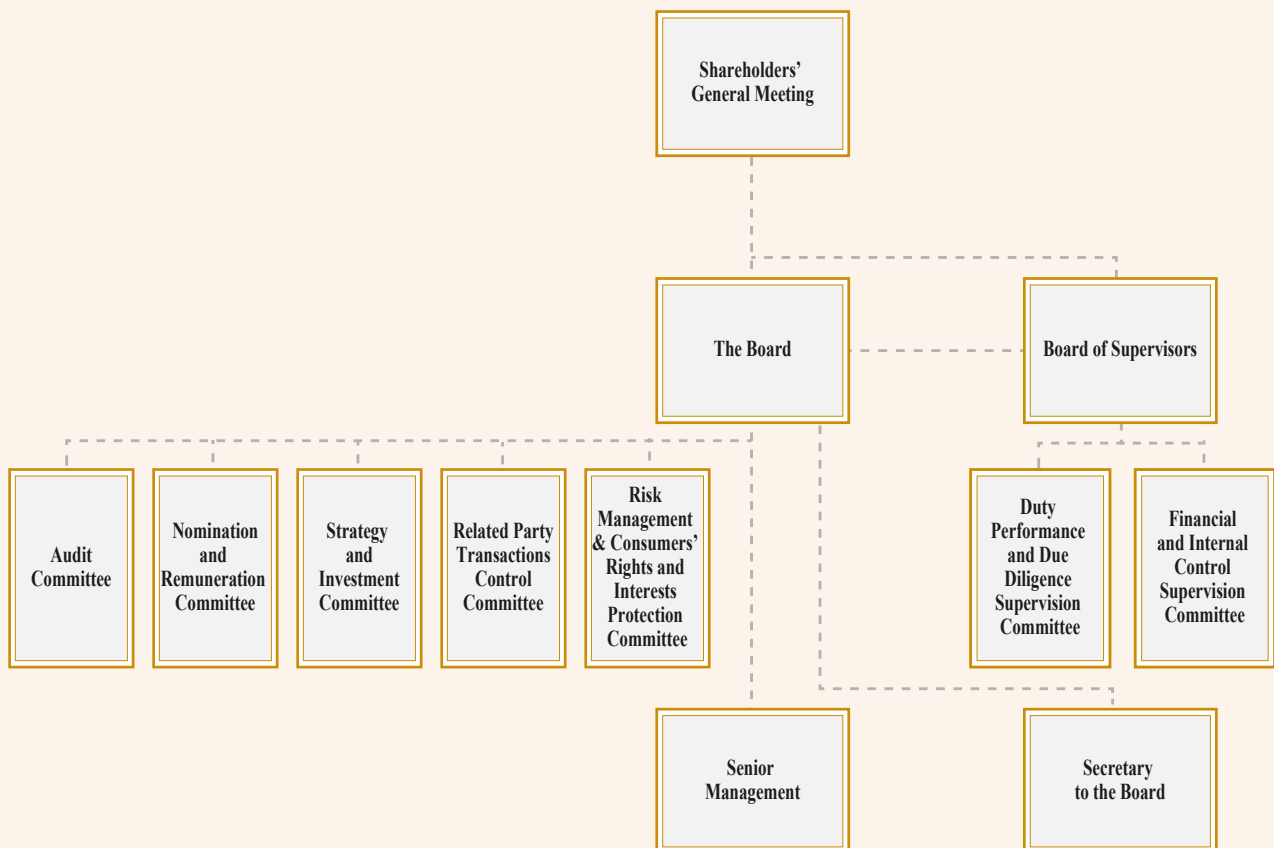 Shareholders’
General Meeting
The Board
Board of Supervisors
Audit
Committee
Nomination
and
Remuneration
Committee
Strategy
and
Investment
Committee
Related Party
Transactions
Control
Committee
Risk
Management
& Consumers’
Rights and
Interests
Protection
Committee
Duty
Performance
and Due
Diligence
Supervision
Committee
Financial
and Internal
Control
Supervision
Committee
Senior
Management
Secretary
to the Board